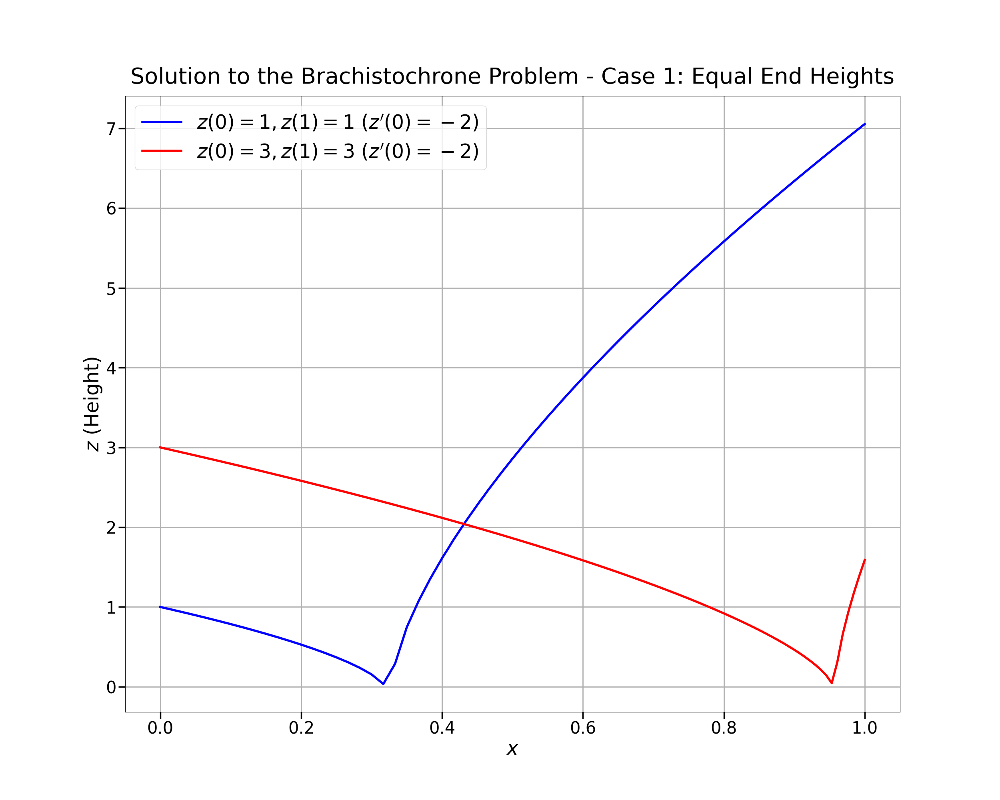 Solution to the Brachistochrone Problem - Case 1: Equal End Heights
z(0) = 1, z(1) = 1 (z′(0) = − 2)
z(0) = 3, z(1) = 3 (z′(0) = − 2)
7
6
5
4
3
2
1
0
z (Height)
0.0 0.2 0.4 0.6 0.8 1.0
x